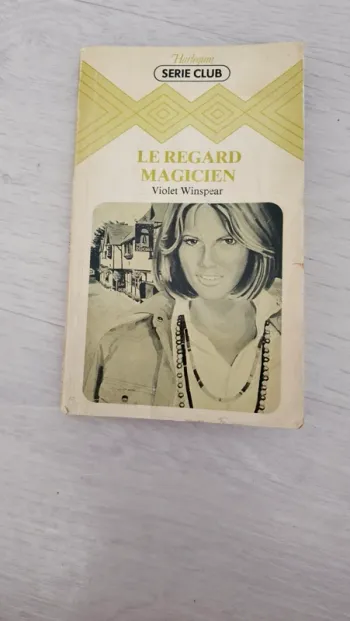 Harlequin
SERIE CLUB
LE REGARD
MAGICIEN
Violet Winspear